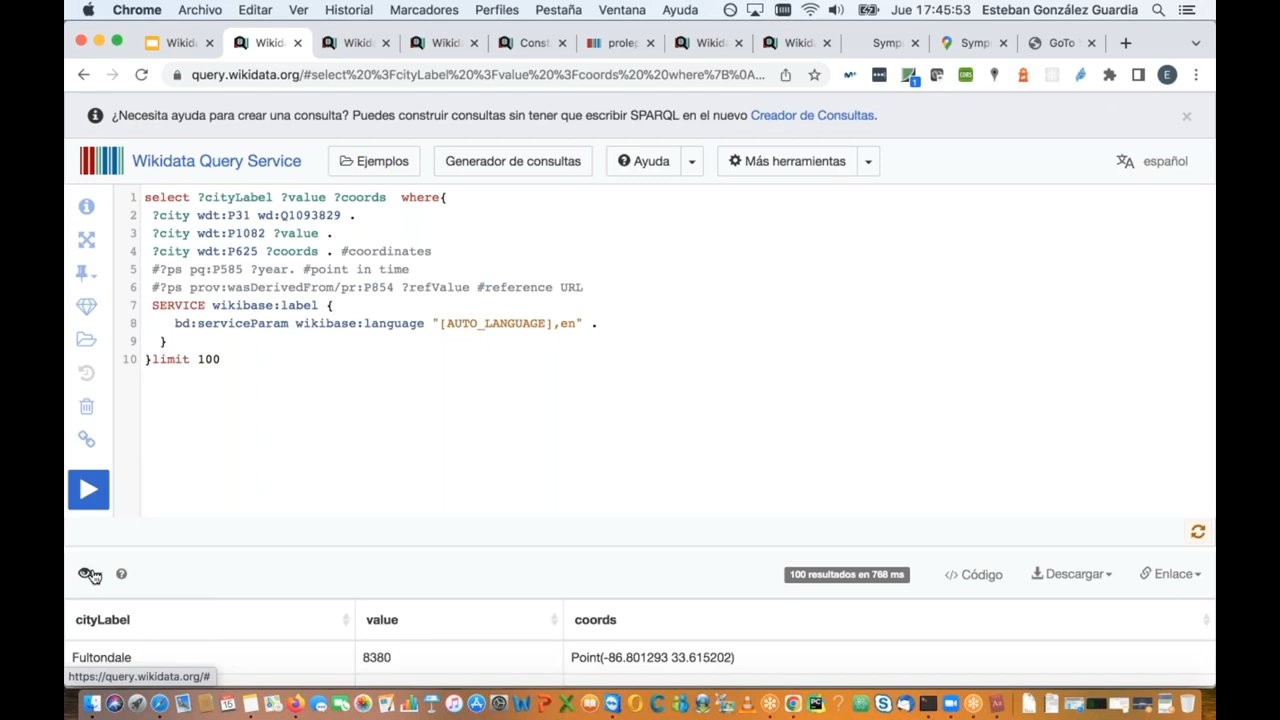 Chrome Archivo Editar Ver Historial Marcadores Perfiles Pestaña Ventana Ayuda Jue 17:45:53 Esteban González Guardia
Wikid Wikid Wikid Wikid Const prolep Wikid Wikid Symp Symp GoTo
query.wikidata.org/#select%20%3FcityLabel%20%3Fvalue%20%3Fcoords%20%20where%7B%0A... E
¿Necesita ayuda para crear una consulta? Puedes construir consultas sin tener que escribir SPARQL en el nuevo Creador de Consultas.
Wikidata Query Service Ejemplos Generador de consultas Ayuda Más herramientas español
1 select ?cityLabel ?value ?coords where{
2 ?city wdt:P31 wd:Q1093829 .
3 ?city wdt:P1082 ?value .
4 ?city wdt:P625 ?coords . #coordinates
5 #?ps pq:P585 ?year. #point in time
6 #?ps prov:wasDerivedFrom/pr:P854 ?refValue #reference URL
7 SERVICE wikibase:label {
8 bd:serviceParam wikibase:language "[AUTO_LANGUAGE],en" .
9 }
10 }limit 100
100 resultados en 768 ms </> Código Descargar Enlace
cityLabel value coords
Fultondale 8380 Point(-86.801293 33.615202)
https://query.wikidata.org/#